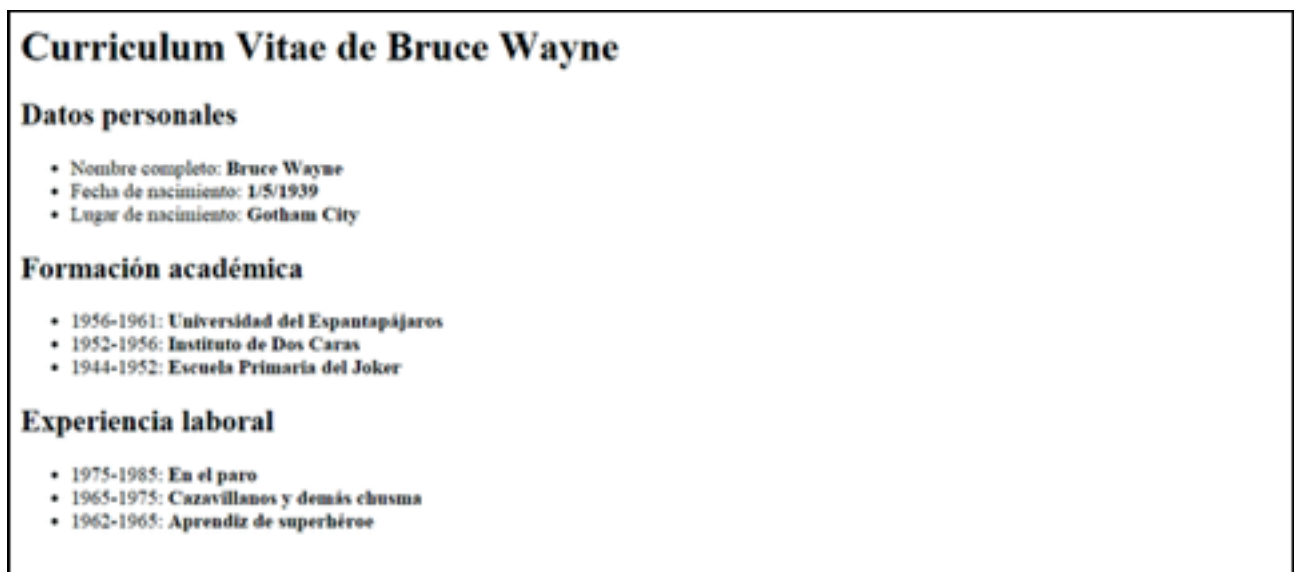 Curriculum Vitae de Bruce Wayne
Datos personales
• Nombre completo: Bruce Wayne
• Fecha de nacimiento: 1/5/1939
• Lugar de nacimiento: Gotham City
Formación académica
• 1956-1961: Universidad del Espantapájaros
• 1952-1956: Instituto de Dos Caras
• 1944-1952: Escuela Primaria del Joker
Experiencia laboral
• 1975-1985: En el paro
• 1965-1975: Cazavillanos y demás chusma
• 1962-1965: Aprendiz de superhéroe